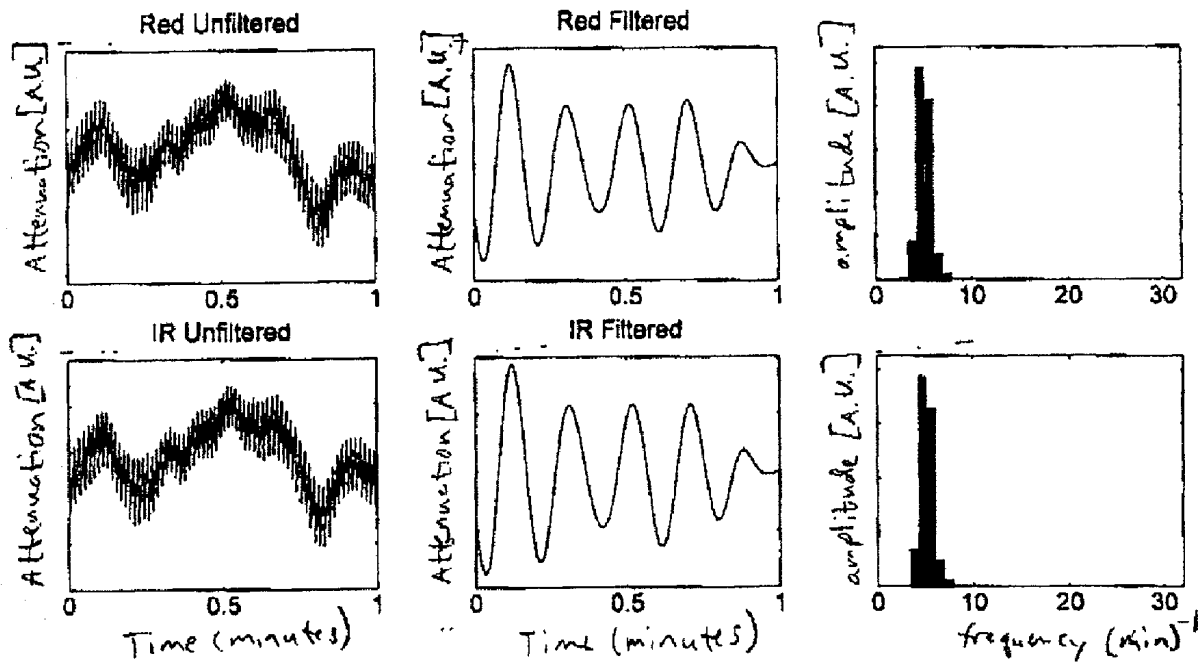 Red Unfiltered
Attenuation [A.U.]
0 0.5 1
Red Filtered
Attenuation [A.U.]
0 0.5 1
amplitude [A.U.]
0 10 20 30
IR Unfiltered
Attenuation [A.U.]
0 0.5 1
Time (minutes)
IR Filtered
Attenuation [A.U.]
0 0.5 1
Time (minutes)
amplitude [A.U.]
0 10 20 30
frequency (min)-1